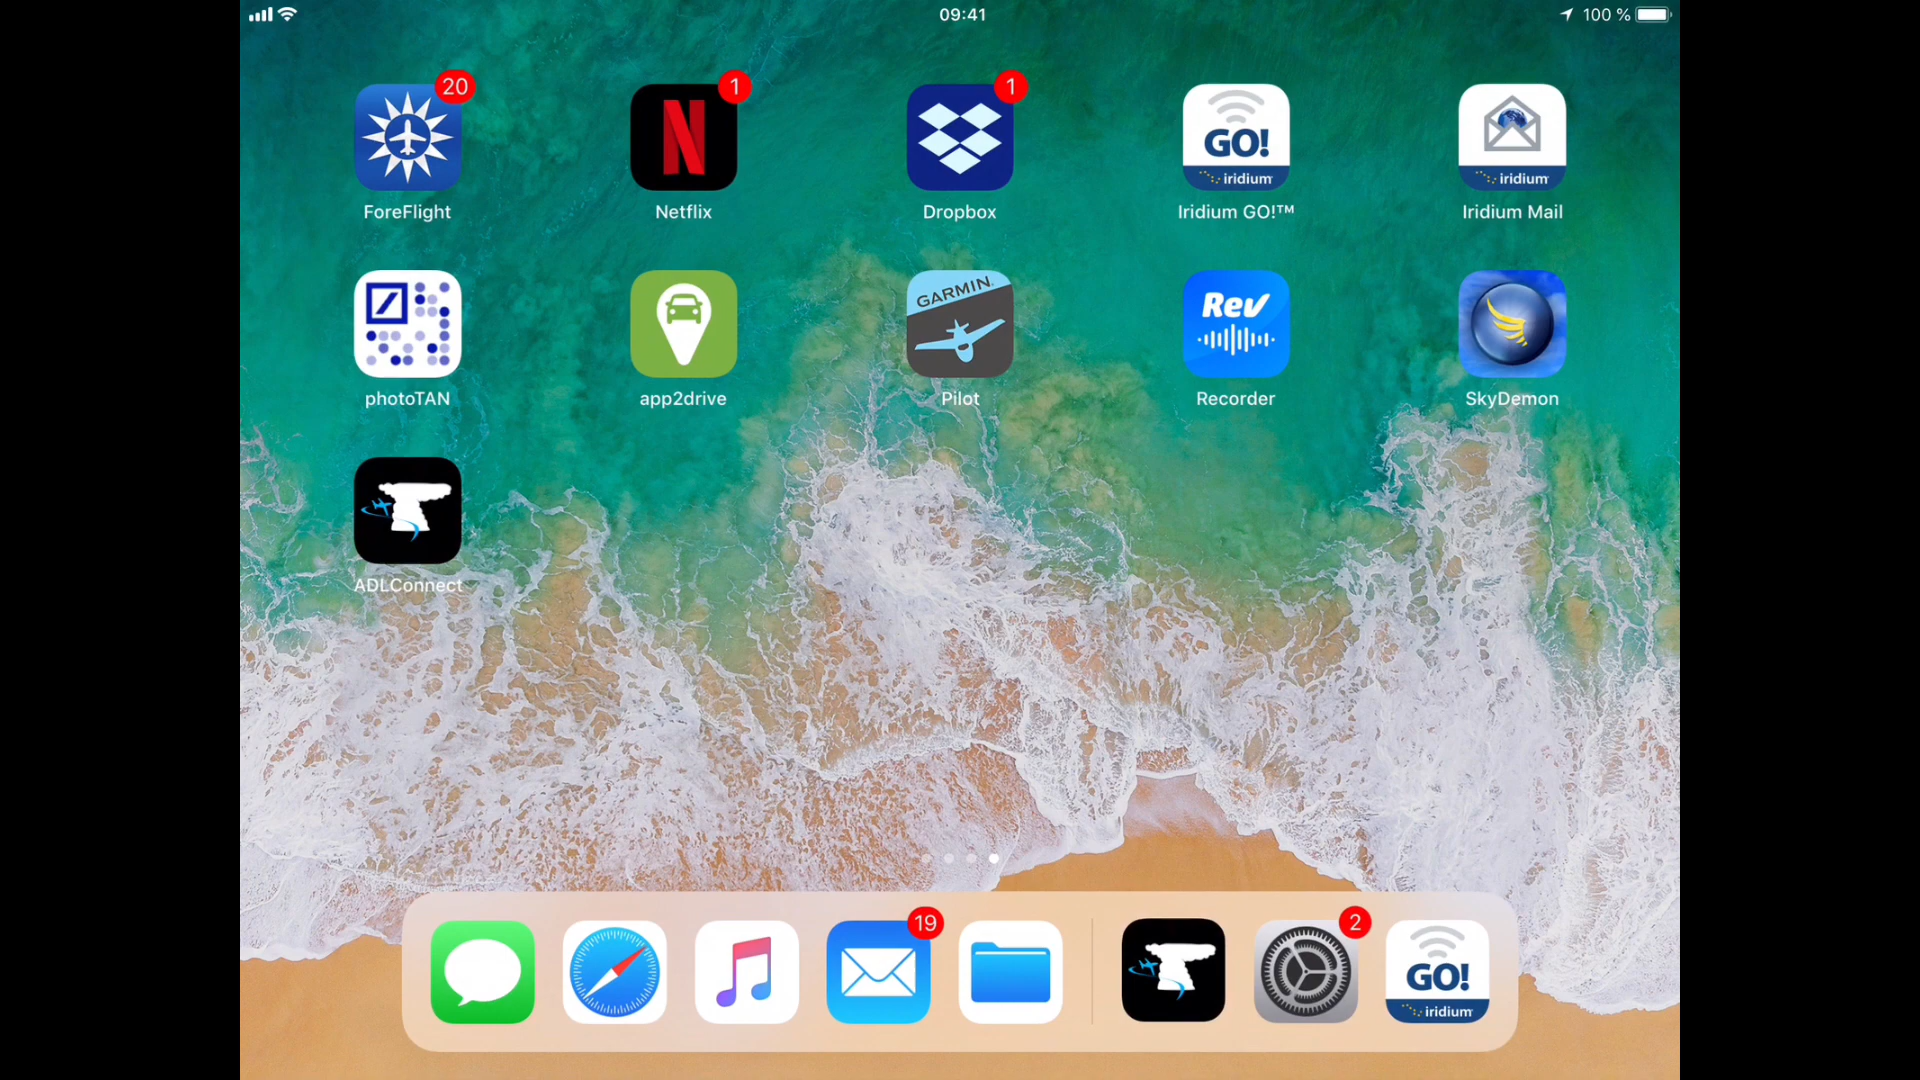 09:41
100 %
20
1
1
GO!
iridium
iridium
ForeFlight
Netflix
Dropbox
Iridium GO!™
Iridium Mail
GARMIN
Rev
photoTAN
app2drive
Pilot
Recorder
SkyDemon
ADLConnect
19
2
GO!
iridium